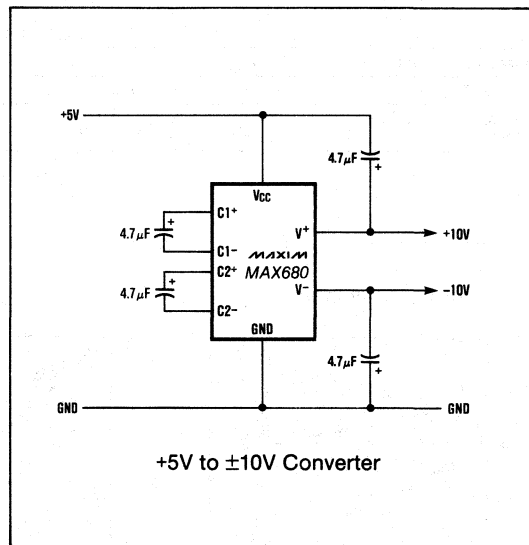 +5V
4.7μF
+
VCC
C1+
V+
+10V
+
4.7μF
C1-
MAXIM
MAX680
C2+
V-
-10V
+
4.7μF
C2-
GND
4.7μF
+
GND
GND
+5V to ±10V Converter